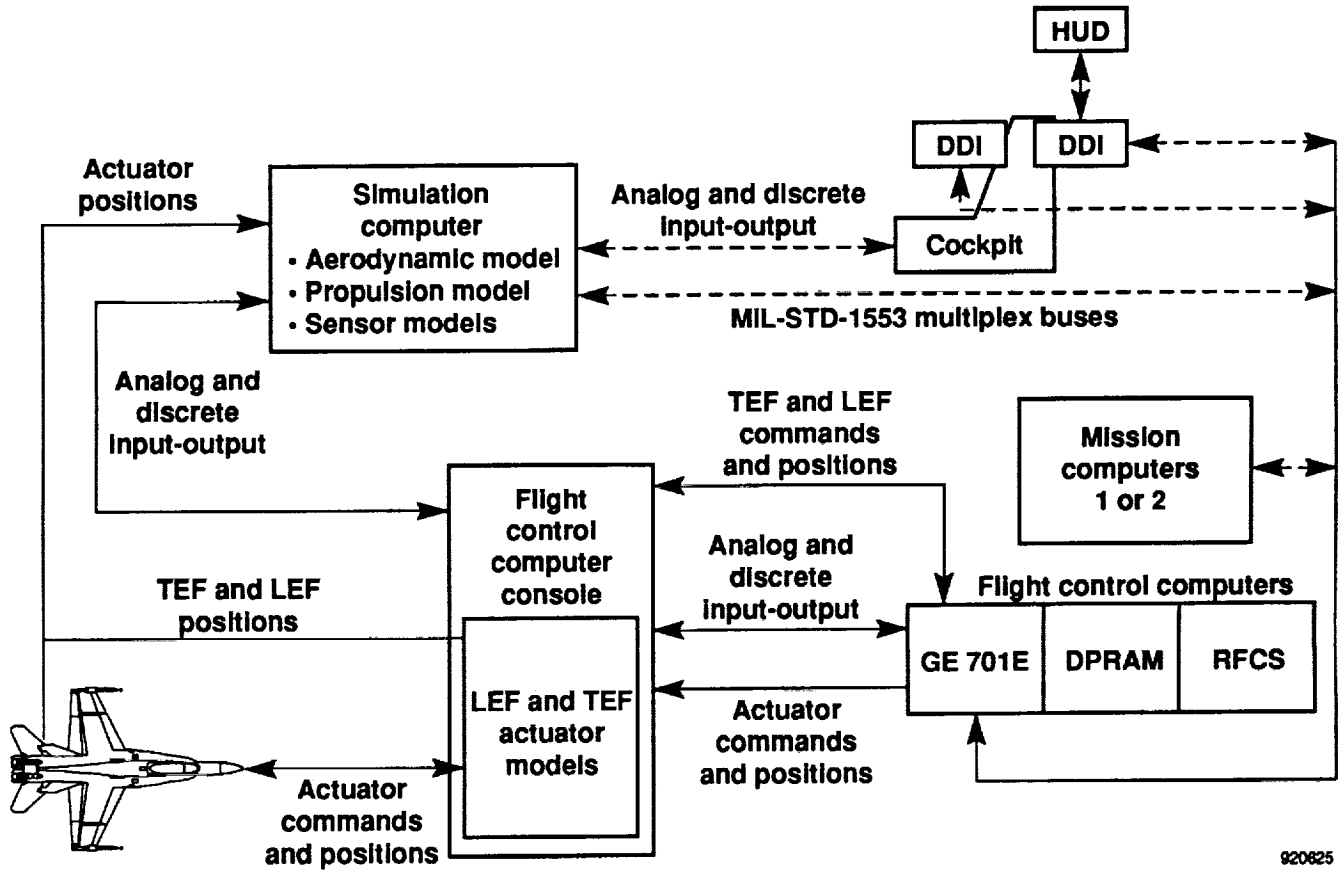 HUD
DDI
DDI
Cockpit
Actuator
positions
Simulation
computer
• Aerodynamic model
• Propulsion model
• Sensor models
Analog and discrete
input-output
MIL-STD-1553 multiplex buses
Analog and
discrete
input-output
TEF and LEF
commands
and positions
Mission
computers
1 or 2
Flight
control
computer
console
Analog and
discrete
input-output
Flight control computers
GE 701E
DPRAM
RFCS
TEF and LEF
positions
LEF and TEF
actuator
models
Actuator
commands
and positions
Actuator
commands
and positions
920625